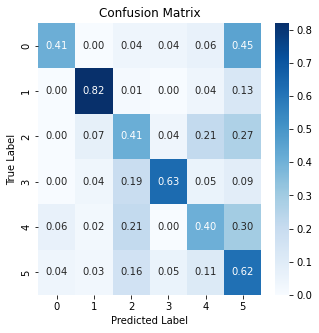 Confusion Matrix
0 0.41 0.00 0.04 0.04 0.06 0.45
1 0.00 0.82 0.01 0.00 0.04 0.13
2 0.00 0.07 0.41 0.04 0.21 0.27
3 0.00 0.04 0.19 0.63 0.05 0.09
4 0.06 0.02 0.21 0.00 0.40 0.30
5 0.04 0.03 0.16 0.05 0.11 0.62
0 1 2 3 4 5
True Label
Predicted Label
0.8
0.7
0.6
0.5
0.4
0.3
0.2
0.1
0.0